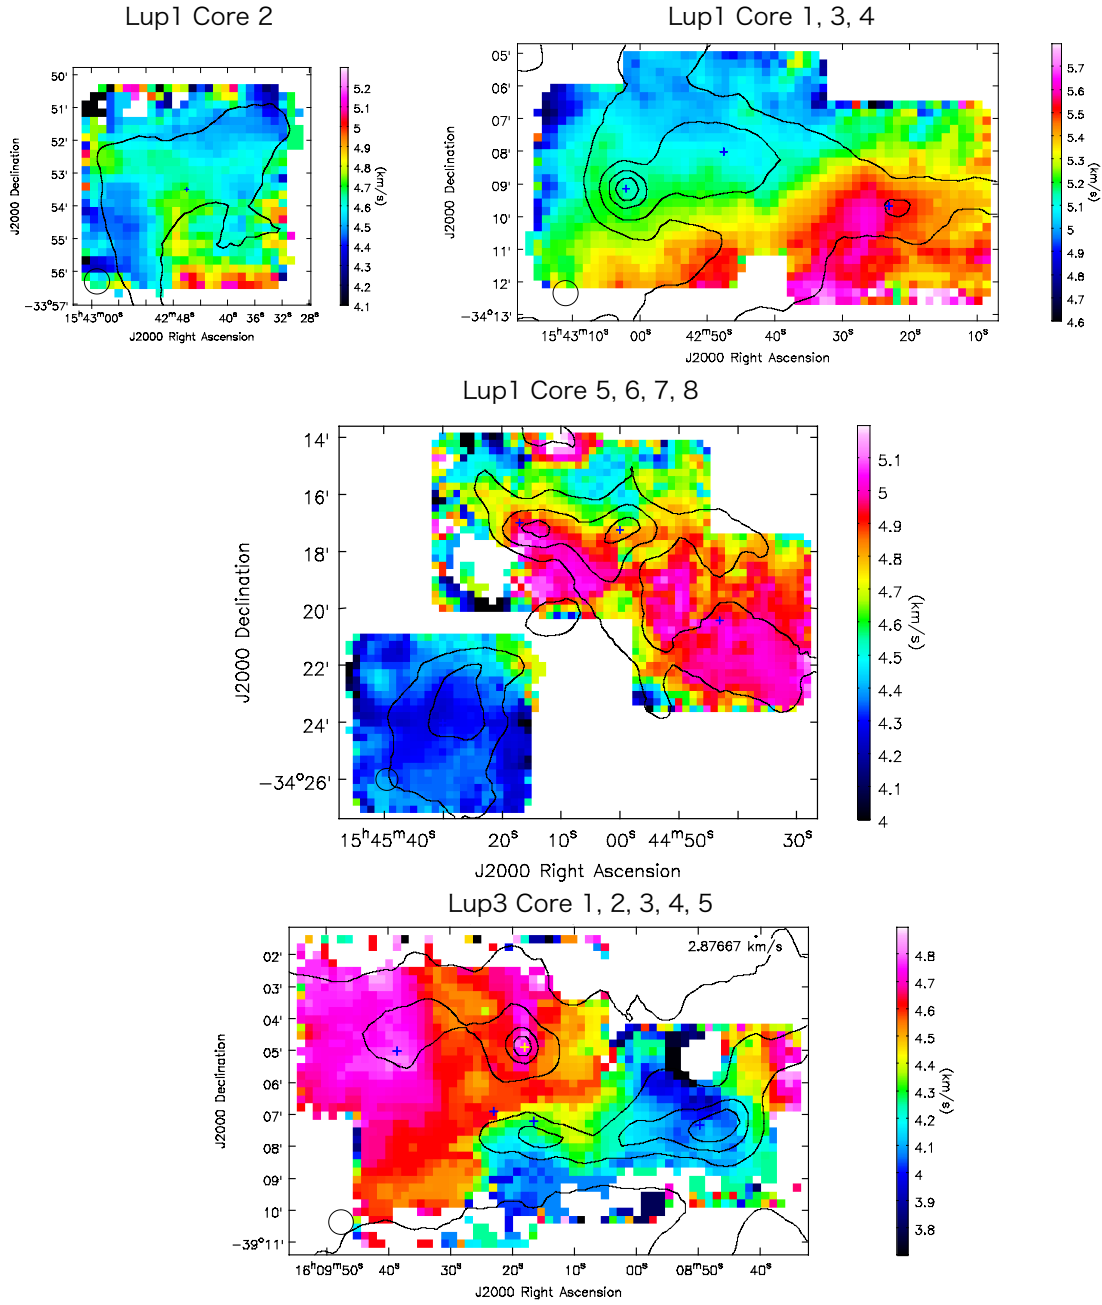 Lup1 Core 2
50'
51'
52'
53'
54'
55'
56'
−33°57'
15ʰ43ᵐ00ˢ
42ᵐ48ˢ
40ˢ
36ˢ
32ˢ
28ˢ
J2000 Declination
J2000 Right Ascension
5.2
5.1
5
4.9
4.8
4.7
4.6
4.5
4.4
4.3
4.2
4.1
(km/s)
Lup1 Core 1, 3, 4
05'
06'
07'
08'
09'
10'
11'
12'
−34°13'
15ʰ43ᵐ10ˢ
00ˢ
42ᵐ50ˢ
40ˢ
30ˢ
20ˢ
10ˢ
J2000 Declination
J2000 Right Ascension
5.7
5.6
5.5
5.4
5.3
5.2
5.1
5
4.9
4.8
4.7
4.6
(km/s)
Lup1 Core 5, 6, 7, 8
14'
16'
18'
20'
22'
24'
−34°26'
15ʰ45ᵐ40ˢ
20ˢ
10ˢ
00ˢ
44ᵐ50ˢ
30ˢ
J2000 Declination
J2000 Right Ascension
5.1
5
4.9
4.8
4.7
4.6
4.5
4.4
4.3
4.2
4.1
4
(km/s)
Lup3 Core 1, 2, 3, 4, 5
2.87667 km/s
02'
03'
04'
05'
06'
07'
08'
09'
10'
−39°11'
16ʰ09ᵐ50ˢ
40ˢ
30ˢ
20ˢ
10ˢ
00ˢ
08ᵐ50ˢ
40ˢ
J2000 Declination
J2000 Right Ascension
4.8
4.7
4.6
4.5
4.4
4.3
4.2
4.1
4
3.9
3.8
(km/s)